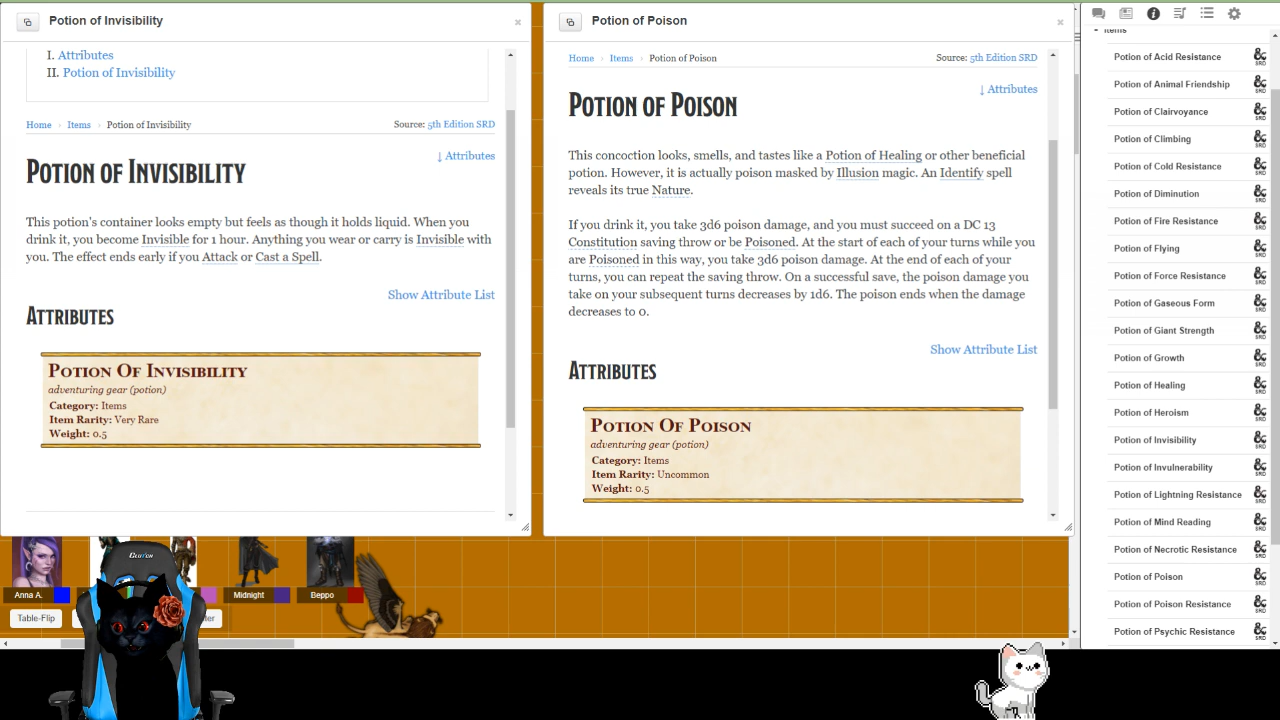 Potion of Invisibility
I. Attributes
II. Potion of Invisibility
Home › Items › Potion of Invisibility
Source: 5th Edition SRD
↓ Attributes
Potion of Invisibility
This potion's container looks empty but feels as though it holds liquid. When you
drink it, you become Invisible for 1 hour. Anything you wear or carry is Invisible with
you. The effect ends early if you Attack or Cast a Spell.
Show Attribute List
Attributes
Potion Of Invisibility
adventuring gear (potion)
Category: Items
Item Rarity: Very Rare
Weight: 0.5
Potion of Poison
Home › Items › Potion of Poison
Source: 5th Edition SRD
↓ Attributes
Potion of Poison
This concoction looks, smells, and tastes like a Potion of Healing or other beneficial
potion. However, it is actually poison masked by Illusion magic. An Identify spell
reveals its true Nature.
If you drink it, you take 3d6 poison damage, and you must succeed on a DC 13
Constitution saving throw or be Poisoned. At the start of each of your turns while you
are Poisoned in this way, you take 3d6 poison damage. At the end of each of your
turns, you can repeat the saving throw. On a successful save, the poison damage you
take on your subsequent turns decreases by 1d6. The poison ends when the damage
decreases to 0.
Show Attribute List
Attributes
Potion Of Poison
adventuring gear (potion)
Category: Items
Item Rarity: Uncommon
Weight: 0.5
Items
Potion of Acid Resistance
Potion of Animal Friendship
Potion of Clairvoyance
Potion of Climbing
Potion of Cold Resistance
Potion of Diminution
Potion of Fire Resistance
Potion of Flying
Potion of Force Resistance
Potion of Gaseous Form
Potion of Giant Strength
Potion of Growth
Potion of Healing
Potion of Heroism
Potion of Invisibility
Potion of Invulnerability
Potion of Lightning Resistance
Potion of Mind Reading
Potion of Necrotic Resistance
Potion of Poison
Potion of Poison Resistance
Potion of Psychic Resistance
Anna A.
Midnight
Beppo
Table-Flip
CLUTCH